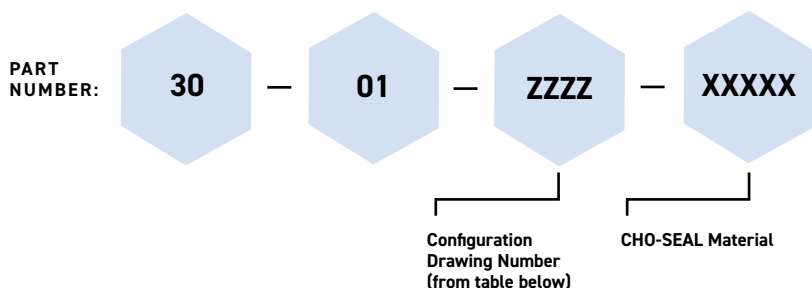 PART
NUMBER:
30 — 01 — ZZZZ — XXXXX
Configuration
Drawing Number
(from table below)
CHO-SEAL Material